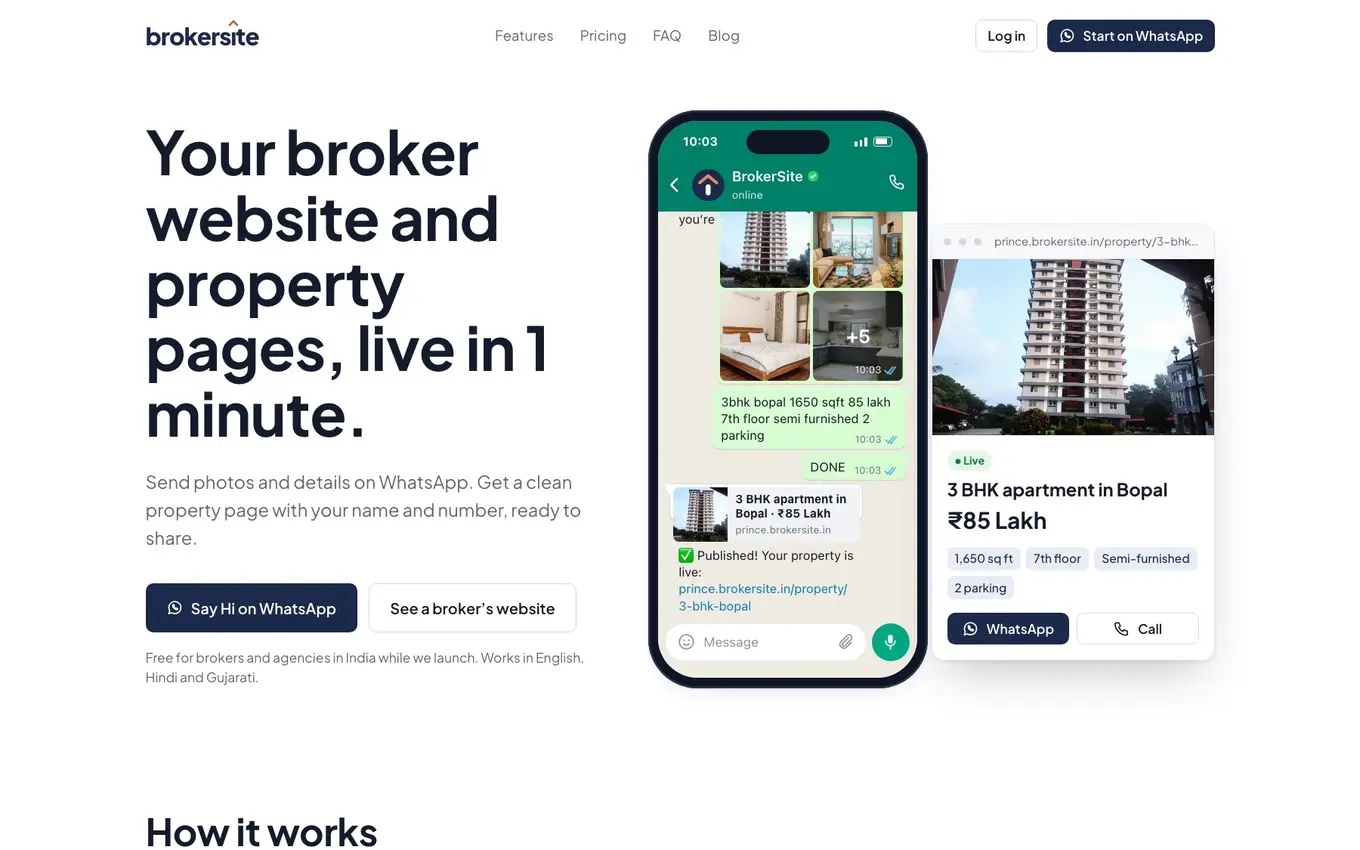 brokersite
Features Pricing FAQ Blog
Log in
Start on WhatsApp
Your broker
website and
property
pages, live in 1
minute.
Send photos and details on WhatsApp. Get a clean
property page with your name and number, ready to
share.
Say Hi on WhatsApp
See a broker's website
Free for brokers and agencies in India while we launch. Works in English,
Hindi and Gujarati.
10:03
BrokerSite
online
you're
+5
10:03
3bhk bopal 1650 sqft 85 lakh
7th floor semi furnished 2
parking
10:03
DONE 10:03
3 BHK apartment in
Bopal · ₹85 Lakh
prince.brokersite.in
✅ Published! Your property is
live:
prince.brokersite.in/property/
3-bhk-bopal
Message
prince.brokersite.in/property/3-bhk...
Live
3 BHK apartment in Bopal
₹85 Lakh
1,650 sq ft 7th floor Semi-furnished
2 parking
WhatsApp Call
How it works